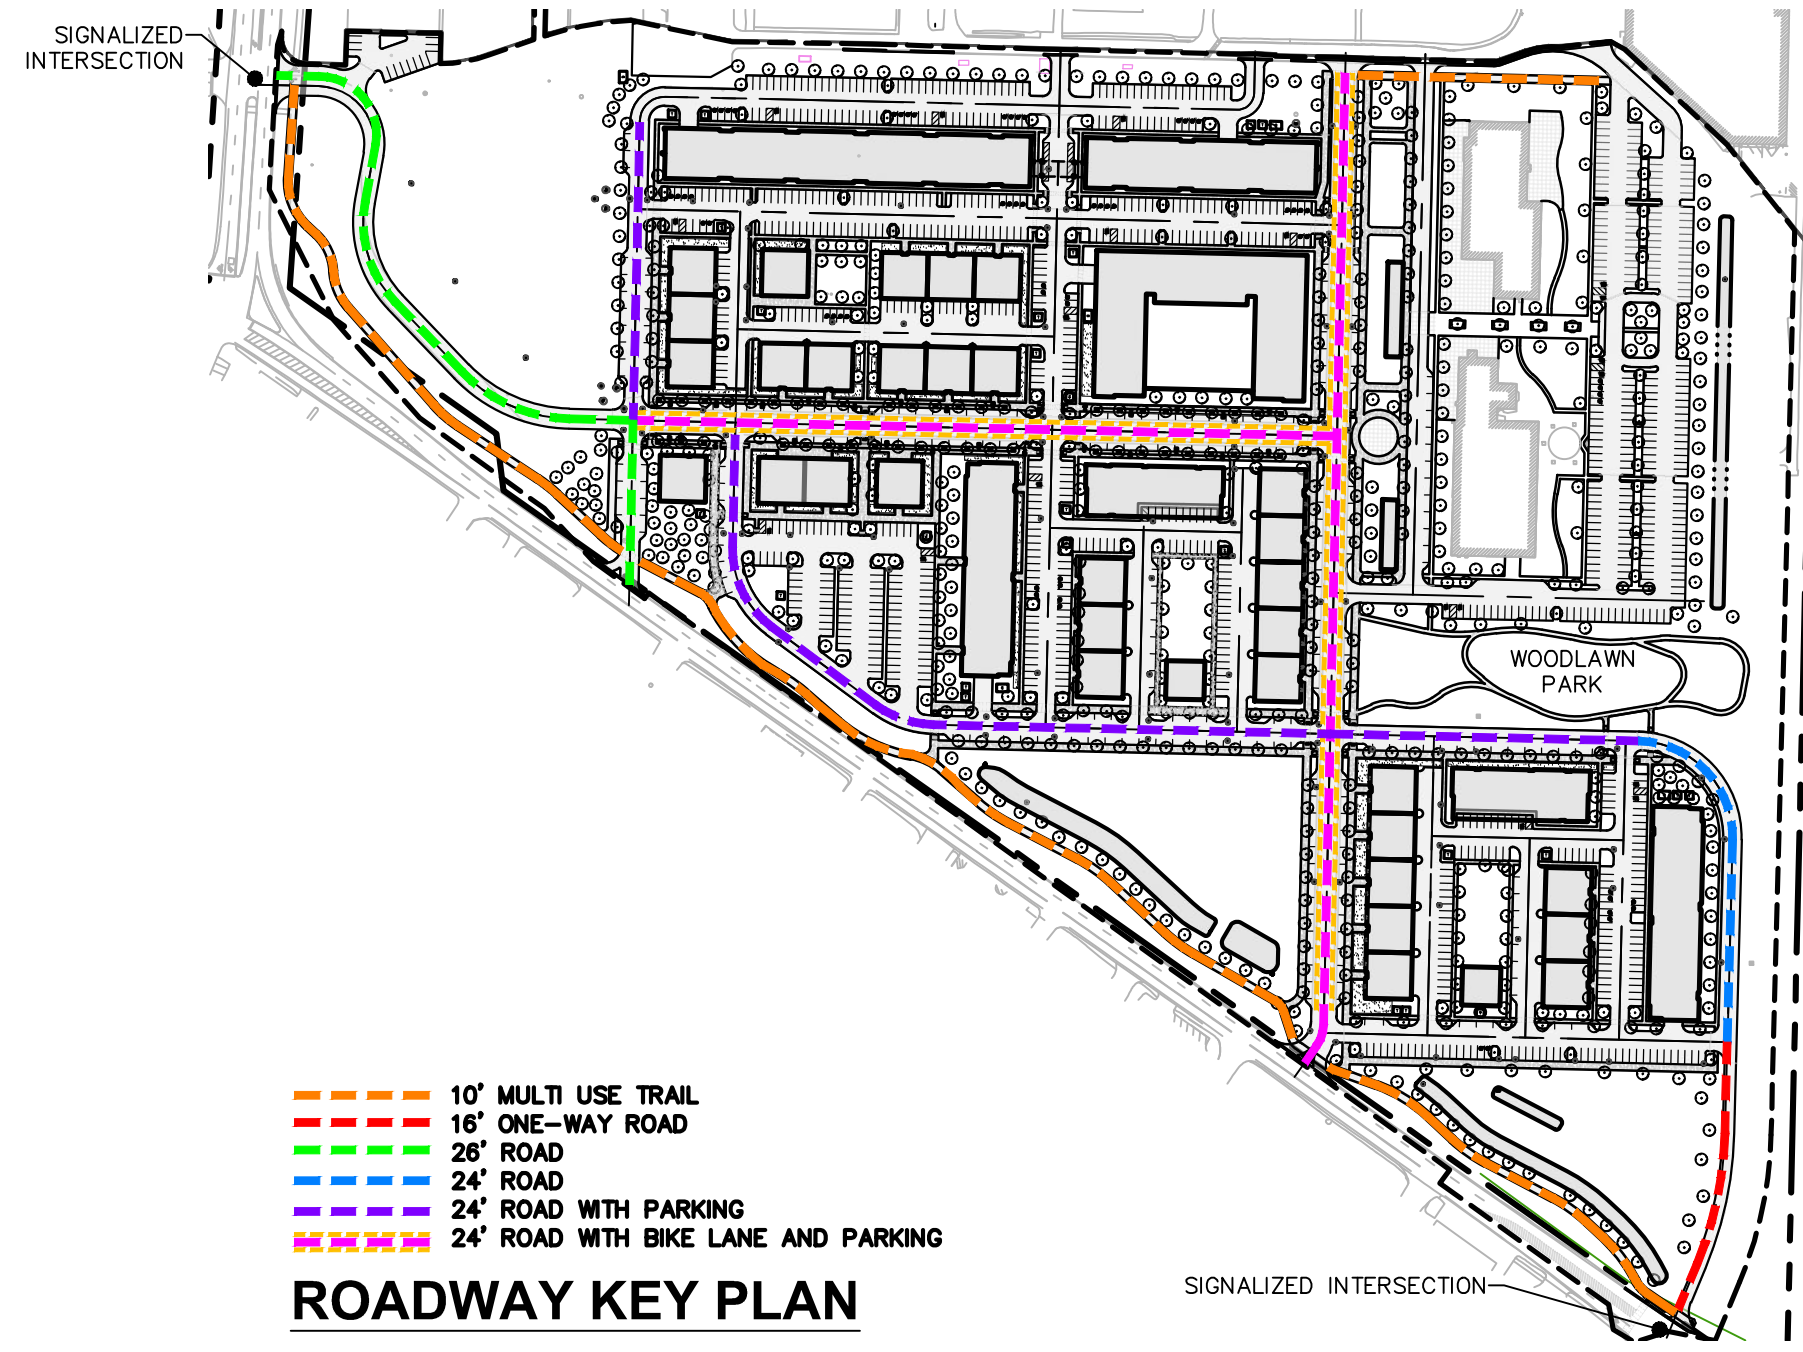 SIGNALIZED
INTERSECTION
WOODLAWN
PARK
10' MULTI USE TRAIL
16' ONE-WAY ROAD
26' ROAD
24' ROAD
24' ROAD WITH PARKING
24' ROAD WITH BIKE LANE AND PARKING
ROADWAY KEY PLAN
SIGNALIZED INTERSECTION